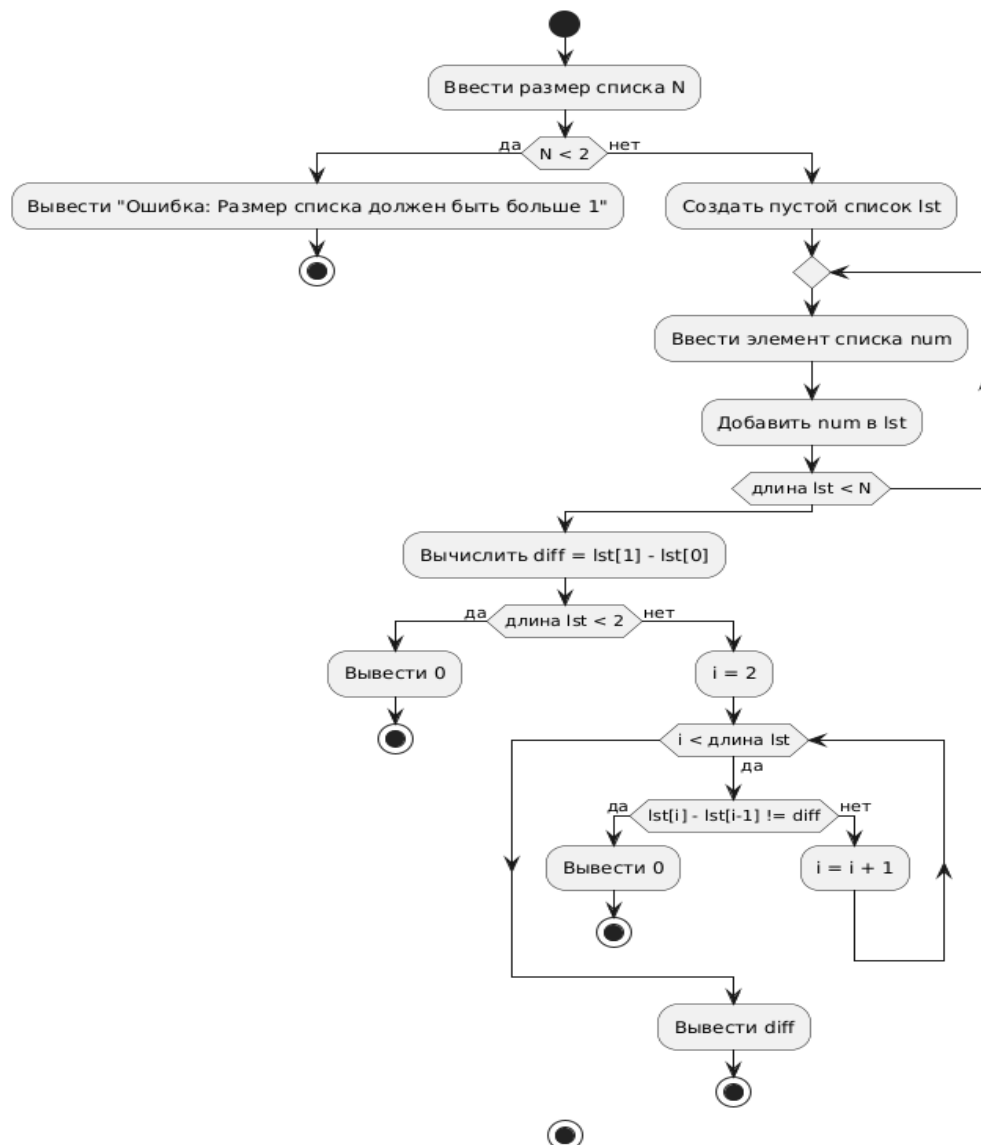 Ввести размер списка N
да
N < 2
нет
Вывести "Ошибка: Размер списка должен быть больше 1"
Создать пустой список lst
Ввести элемент списка num
Добавить num в lst
длина lst < N
Вычислить diff = lst[1] - lst[0]
да
длина lst < 2
нет
Вывести 0
i = 2
i < длина lst
да
да
lst[i] - lst[i-1] != diff
нет
Вывести 0
i = i + 1
Вывести diff